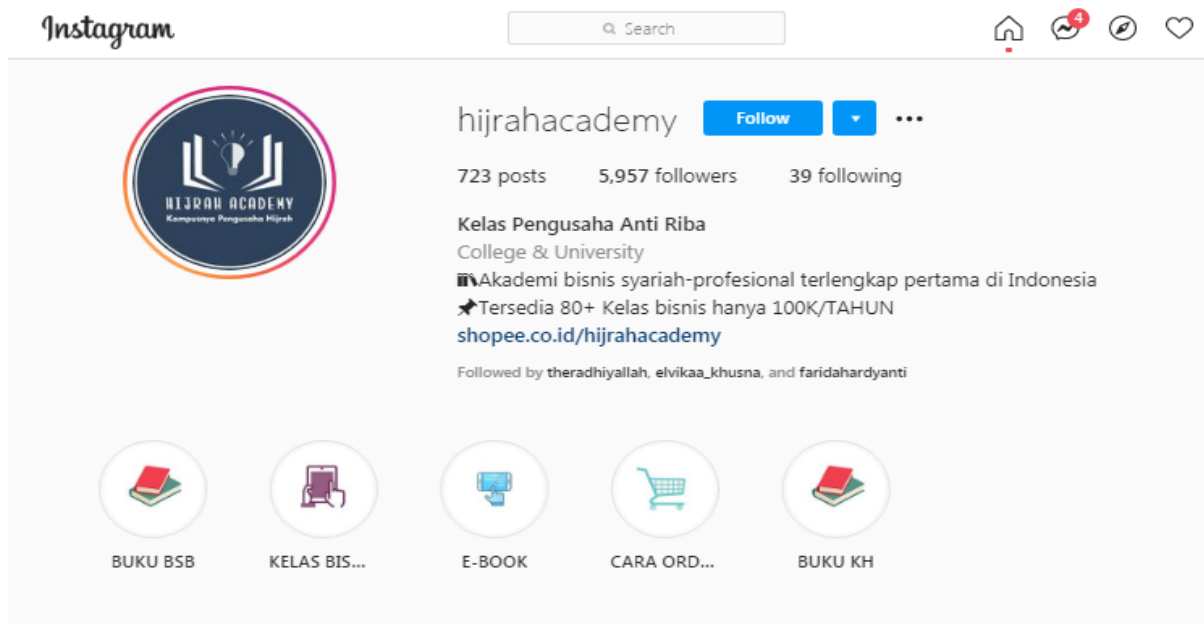 Instagram
Search
4
HIJRAH ACADEMY
Kampusnya Pengusaha Hijrah
hijrahacademy Follow
723 posts 5,957 followers 39 following
Kelas Pengusaha Anti Riba
College & University
Akademi bisnis syariah-profesional terlengkap pertama di Indonesia
📌Tersedia 80+ Kelas bisnis hanya 100K/TAHUN
shopee.co.id/hijrahacademy
Followed by theradhiyallah, elvikaa_khusna, and faridahardyanti
BUKU BSB KELAS BIS... E-BOOK CARA ORD... BUKU KH